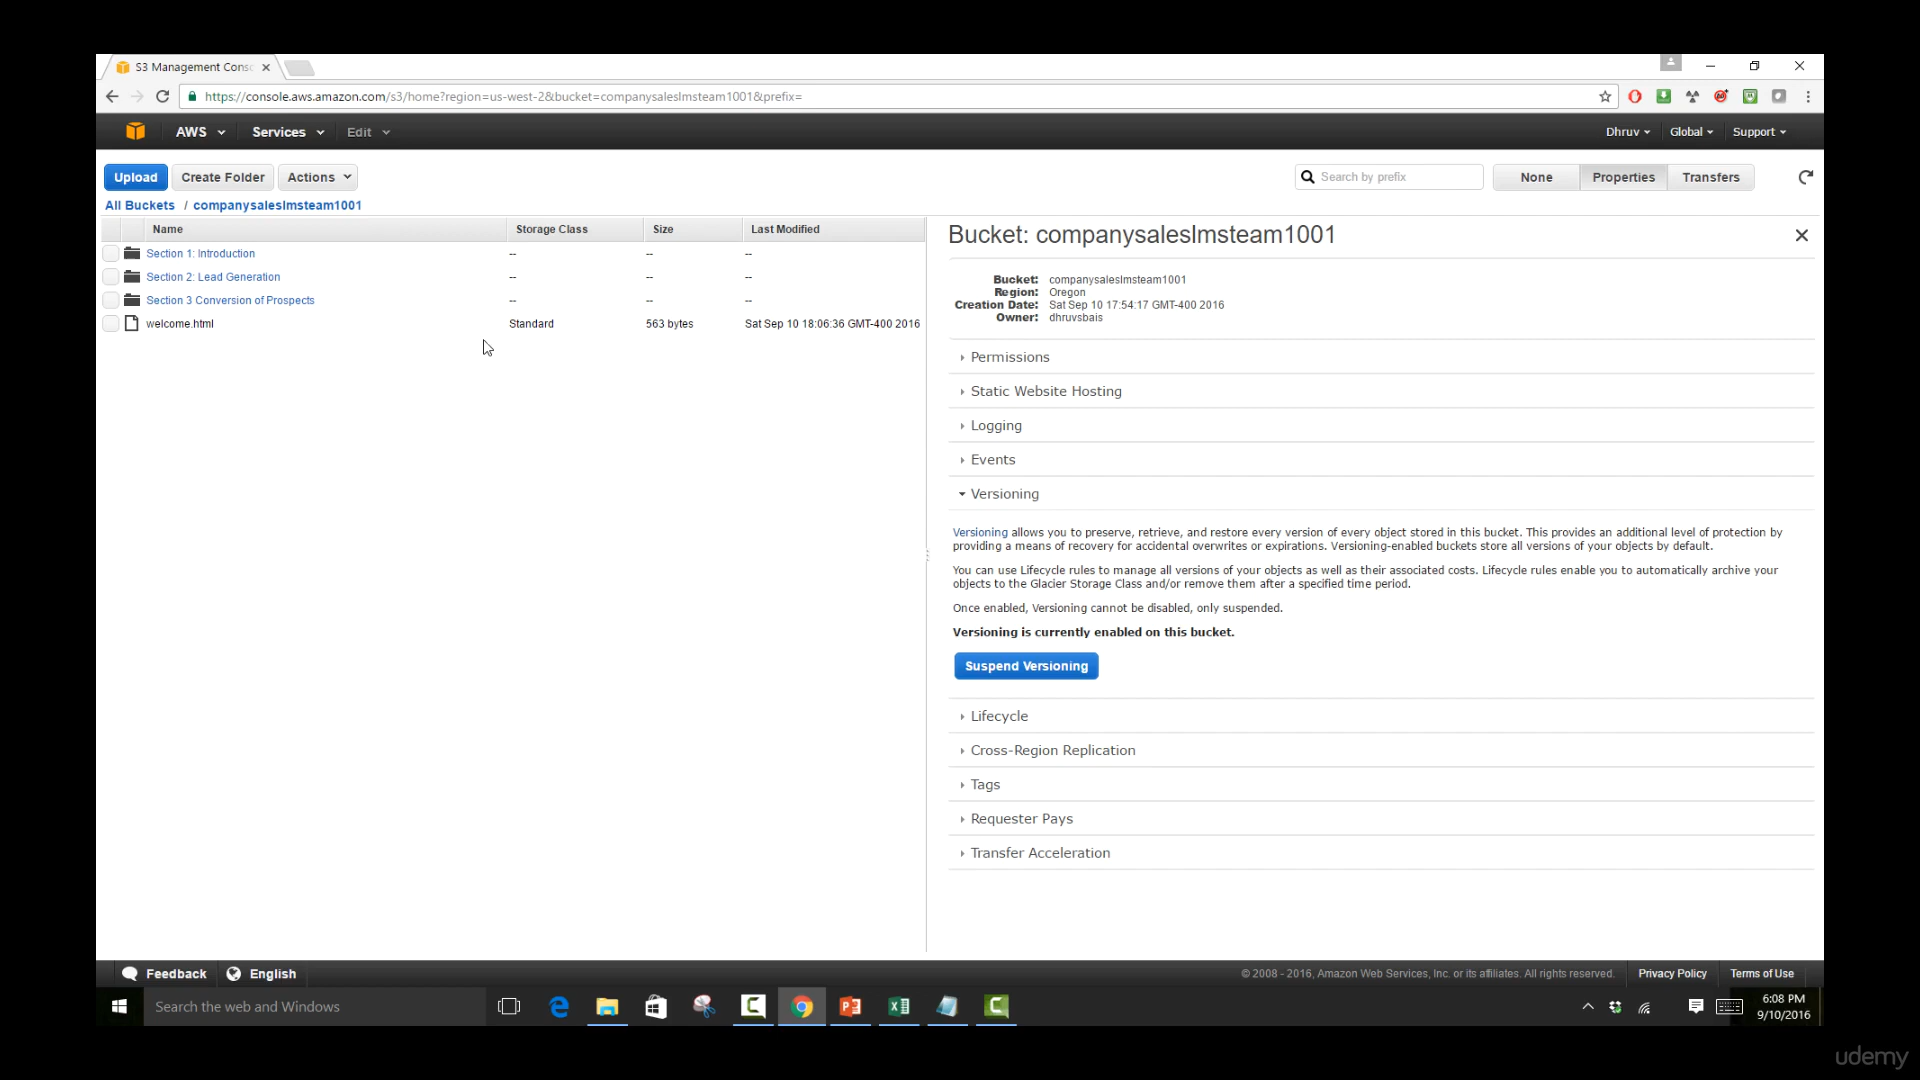 S3 Management Cons
https://console.aws.amazon.com/s3/home?region=us-west-2&bucket=companysaleslmsteam1001&prefix=
AWS Services Edit Dhruv Global Support
Upload Create Folder Actions Search by prefix None Properties Transfers
All Buckets / companysaleslmsteam1001
Name Storage Class Size Last Modified
Section 1: Introduction -- -- --
Section 2: Lead Generation -- -- --
Section 3 Conversion of Prospects -- -- --
welcome.html Standard 563 bytes Sat Sep 10 18:06:36 GMT-400 2016
Bucket: companysaleslmsteam1001
Bucket: companysaleslmsteam1001
Region: Oregon
Creation Date: Sat Sep 10 17:54:17 GMT-400 2016
Owner: dhruvsbais
Permissions
Static Website Hosting
Logging
Events
Versioning
Versioning allows you to preserve, retrieve, and restore every version of every object stored in this bucket. This provides an additional level of protection by
providing a means of recovery for accidental overwrites or expirations. Versioning-enabled buckets store all versions of your objects by default.
You can use Lifecycle rules to manage all versions of your objects as well as their associated costs. Lifecycle rules enable you to automatically archive your
objects to the Glacier Storage Class and/or remove them after a specified time period.
Once enabled, Versioning cannot be disabled, only suspended.
Versioning is currently enabled on this bucket.
Suspend Versioning
Lifecycle
Cross-Region Replication
Tags
Requester Pays
Transfer Acceleration
Feedback English © 2008 - 2016, Amazon Web Services, Inc. or its affiliates. All rights reserved. Privacy Policy Terms of Use
Search the web and Windows
6:08 PM
9/10/2016
udemy